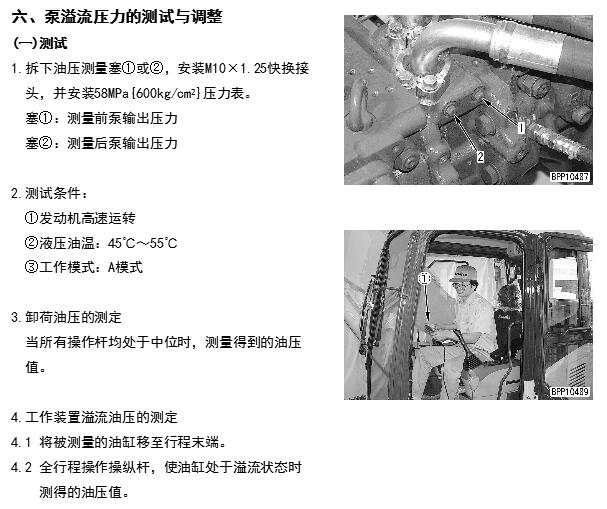 六、泵溢流压力的测试与调整
(一)测试
1.拆下油压测量塞①或②，安装M10×1.25快换接
头，并安装58MPa{600kg/cm²}压力表。
塞①：测量前泵输出压力
塞②：测量后泵输出压力
2.测试条件：
①发动机高速运转
②液压油温：45℃～55℃
③工作模式：A模式
3.卸荷油压的测定
当所有操作杆均处于中位时，测量得到的油压
值。
4.工作装置溢流油压的测定
4.1 将被测量的油缸移至行程末端。
4.2 全行程操作操纵杆，使油缸处于溢流状态时
测得的油压值。
1
2
BPP10487
①
BPP10489